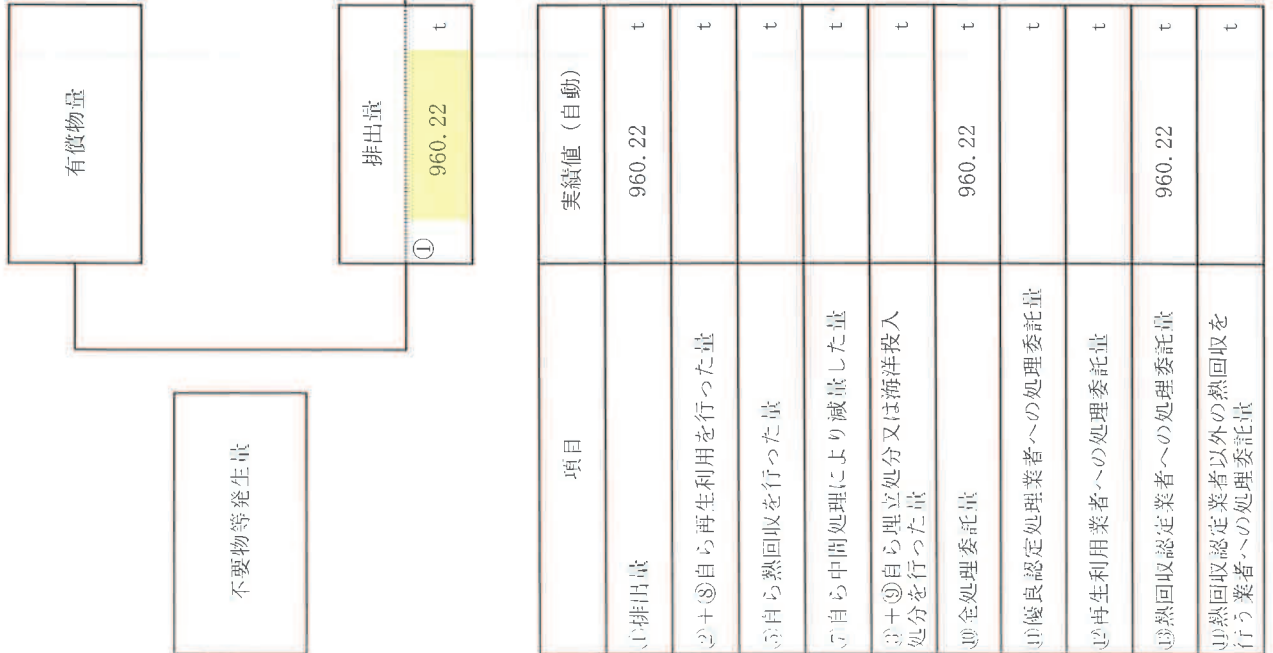 不要物等発生量
有償物量
排出量
① 960.22 t
項目 実績値（自動）
①排出量 960.22 t
②+⑧自ら再生利用を行った量 t
⑤自ら熱回収を行った量 t
⑦自ら中間処理により減量した量 t
③+⑨自ら埋立処分又は海洋投入
処分を行った量 t
⑩全処理委託量 960.22 t
⑪優良認定処理業者への処理委託量 t
⑫再生利用業者への処理委託量 t
⑬熱回収認定業者への処理委託量 960.22 t
⑭熱回収認定業者以外の熱回収を
行う業者への処理委託量 t